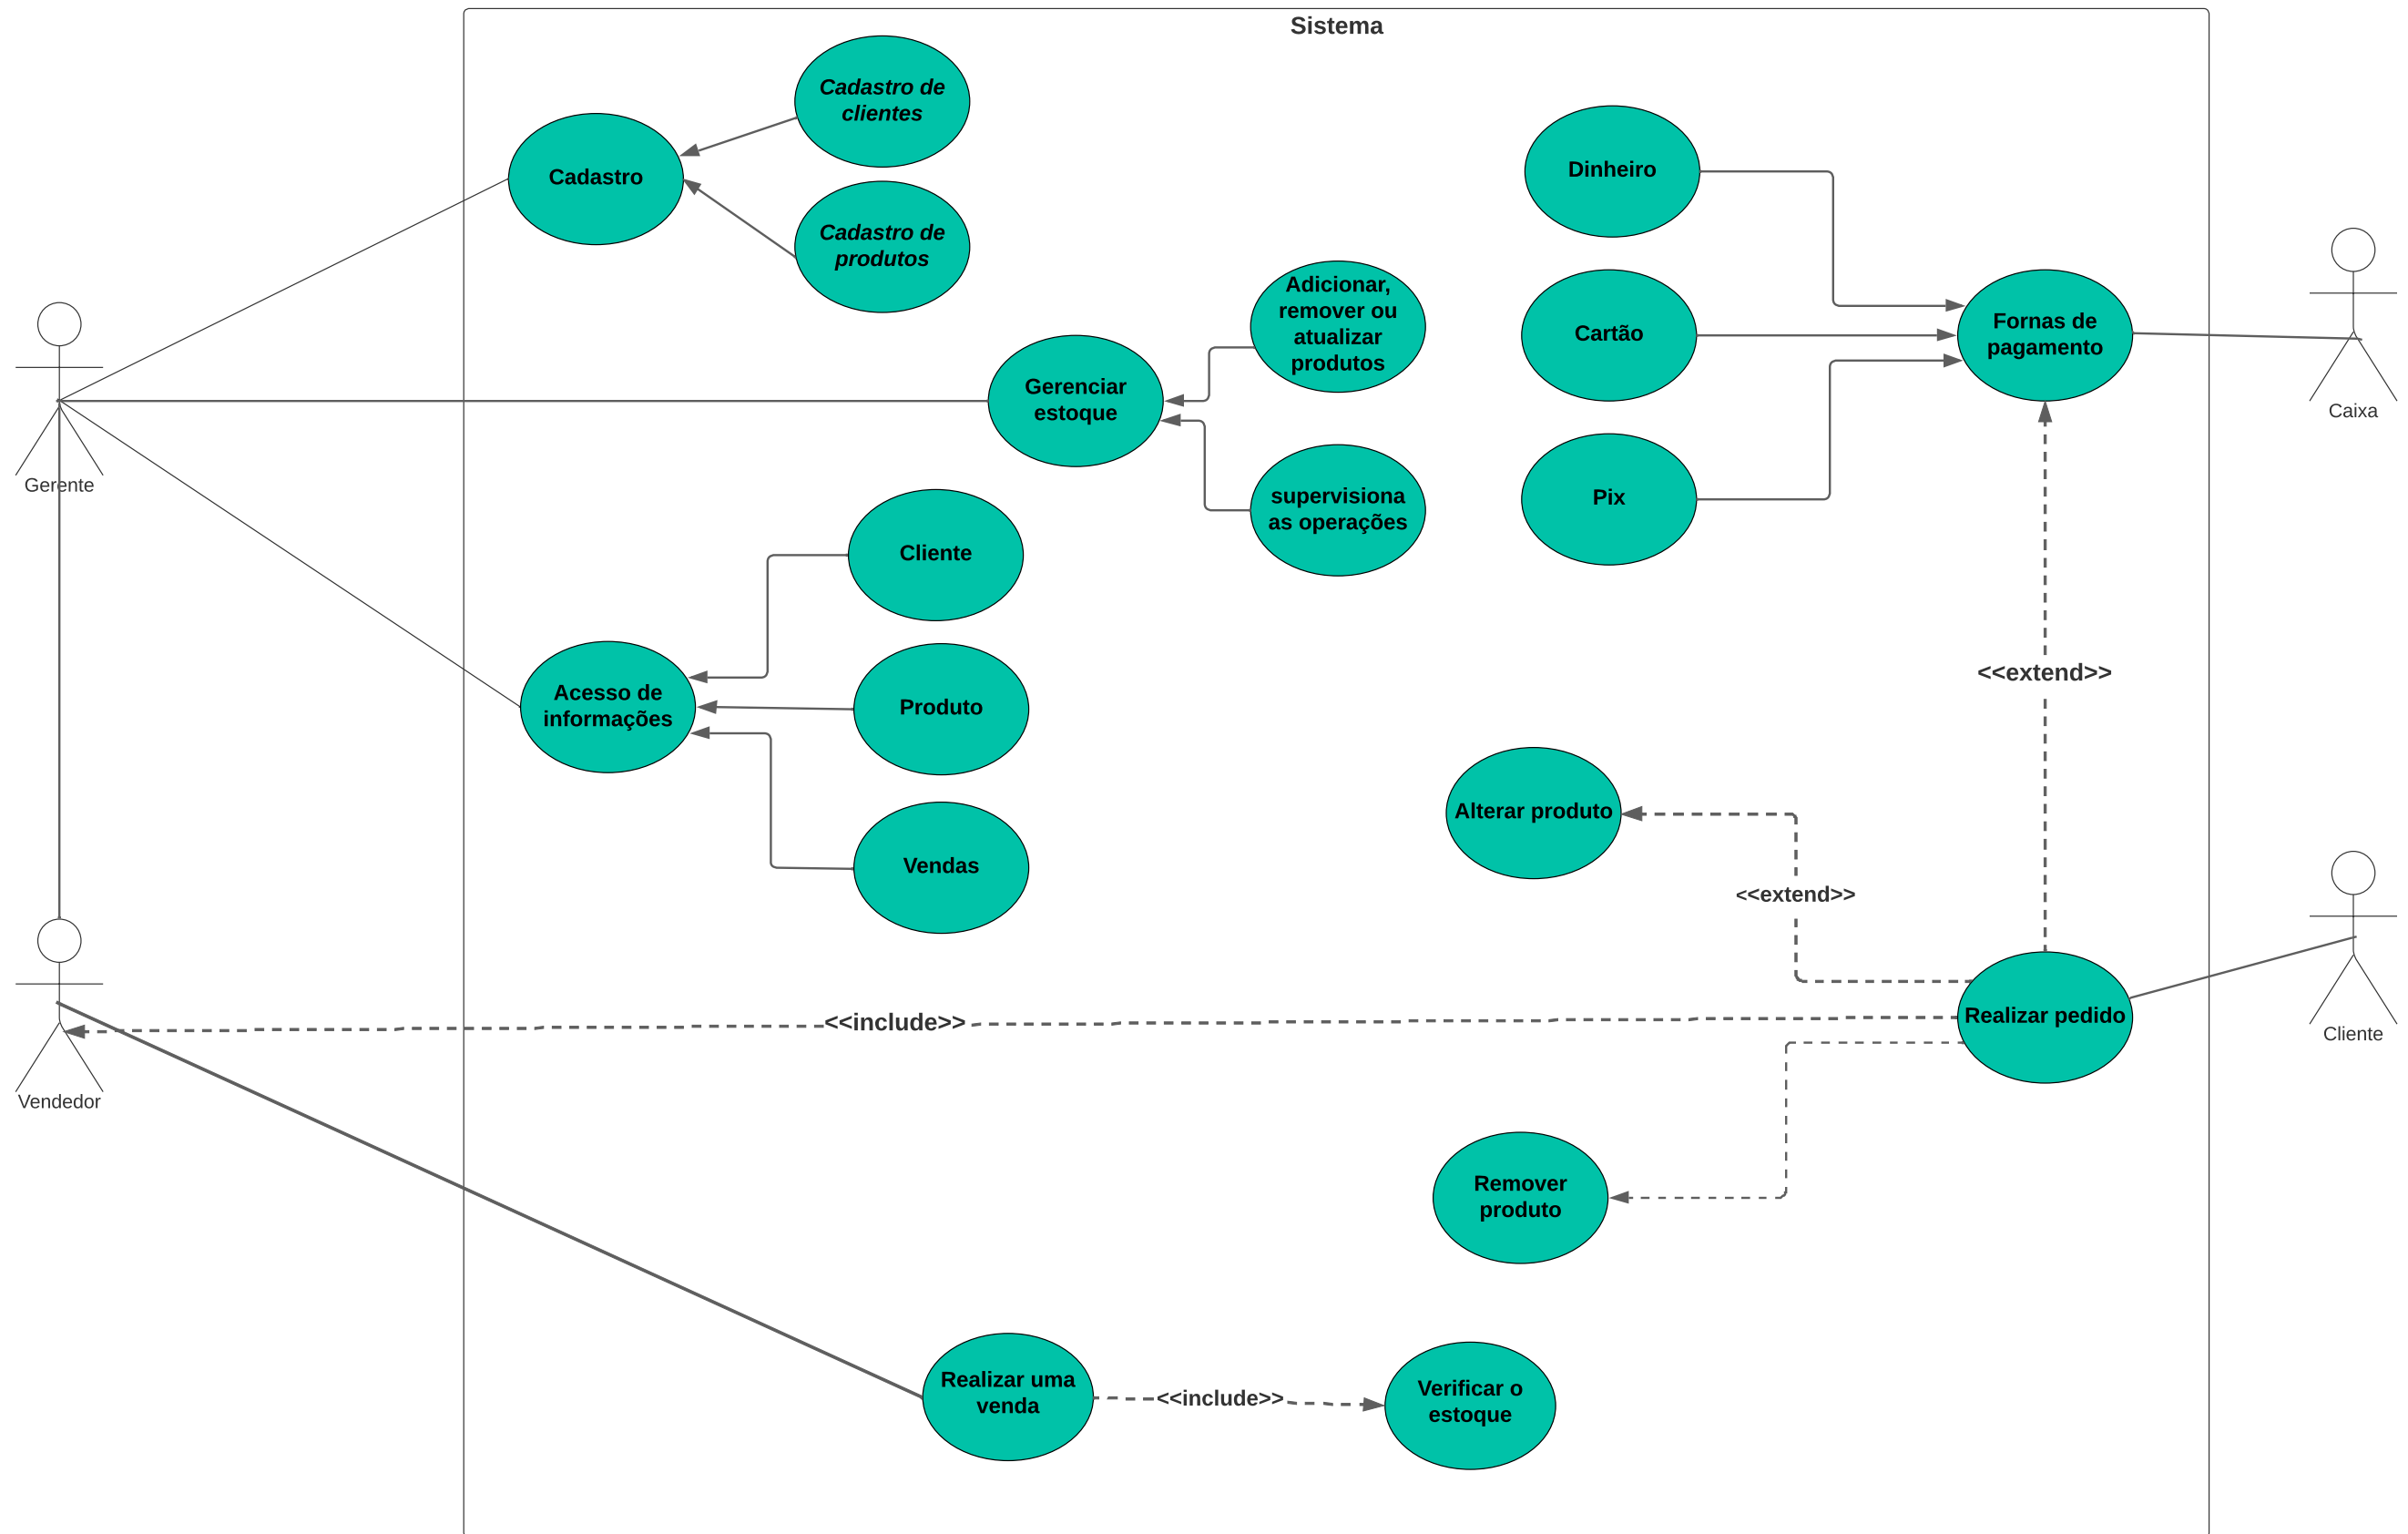 Sistema
Cadastro de
clientes
Cadastro
Cadastro de
produtos
Dinheiro
Adicionar,
remover ou
atualizar
produtos
Cartão
Fornas de
pagamento
Gerenciar
estoque
Caixa
Gerente
supervisiona
as operações
Pix
Cliente
<<extend>>
Acesso de
informações
Produto
Alterar produto
Vendas
<<extend>>
<<include>>
Realizar pedido
Cliente
Vendedor
Remover
produto
Realizar uma
venda
<<include>>
Verificar o
estoque